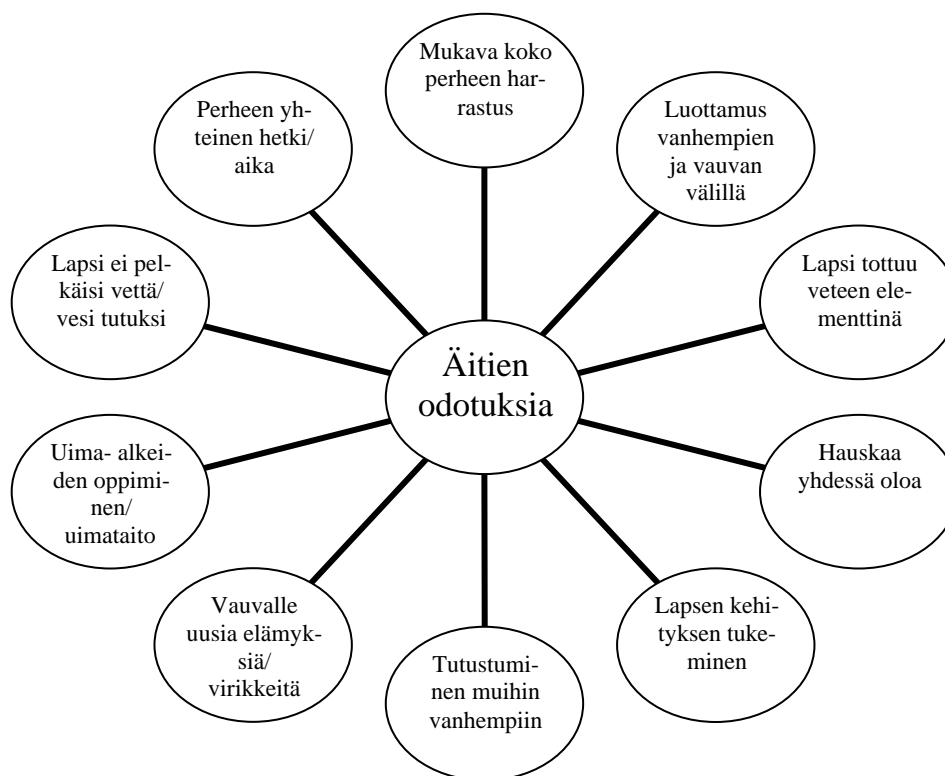 Mukava koko
perheen har-
rastus
Perheen yh-
teinen hetki/
aika
Luottamus
vanhempien
ja vauvan
välillä
Lapsi ei pel-
käisi vettä/
vesi tutuksi
Lapsi tottuu
veteen ele-
menttinä
Äitien
odotuksia
Uima- alkei-
den oppimi-
nen/
uimataito
Hauskaa
yhdessä oloa
Vauvalle
uusia elämyk-
siä/
virikkeitä
Lapsen kehi-
tyksen tuke-
minen
Tutustumi-
nen muihin
vanhempiin